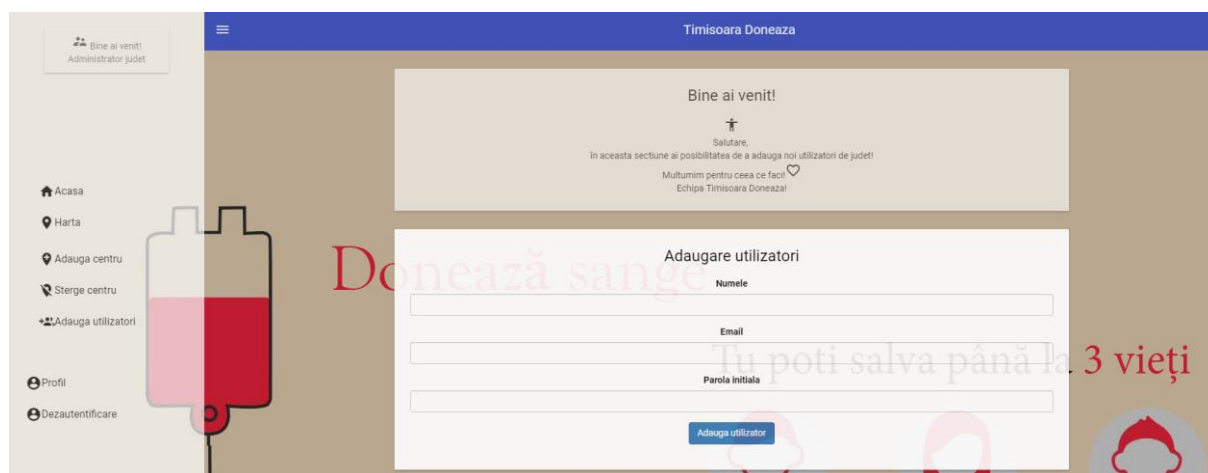 Bine ai venit!
Administrator judet
Acasa
Harta
Adauga centru
Sterge centru
Adauga utilizatori
Profil
Dezautentificare
Timisoara Doneaza
Bine ai venit!
Salutare,
In aceasta sectiune ai posibilitatea de a adauga noi utilizatori de judet!
Multumim pentru ceea ce faci!
Echipa Timisoara Doneaza!
Donează sange
Adaugare utilizatori
Numele
Email
Tu poti salva până la 3 vieți
Parola initiala
Adauga utilizator